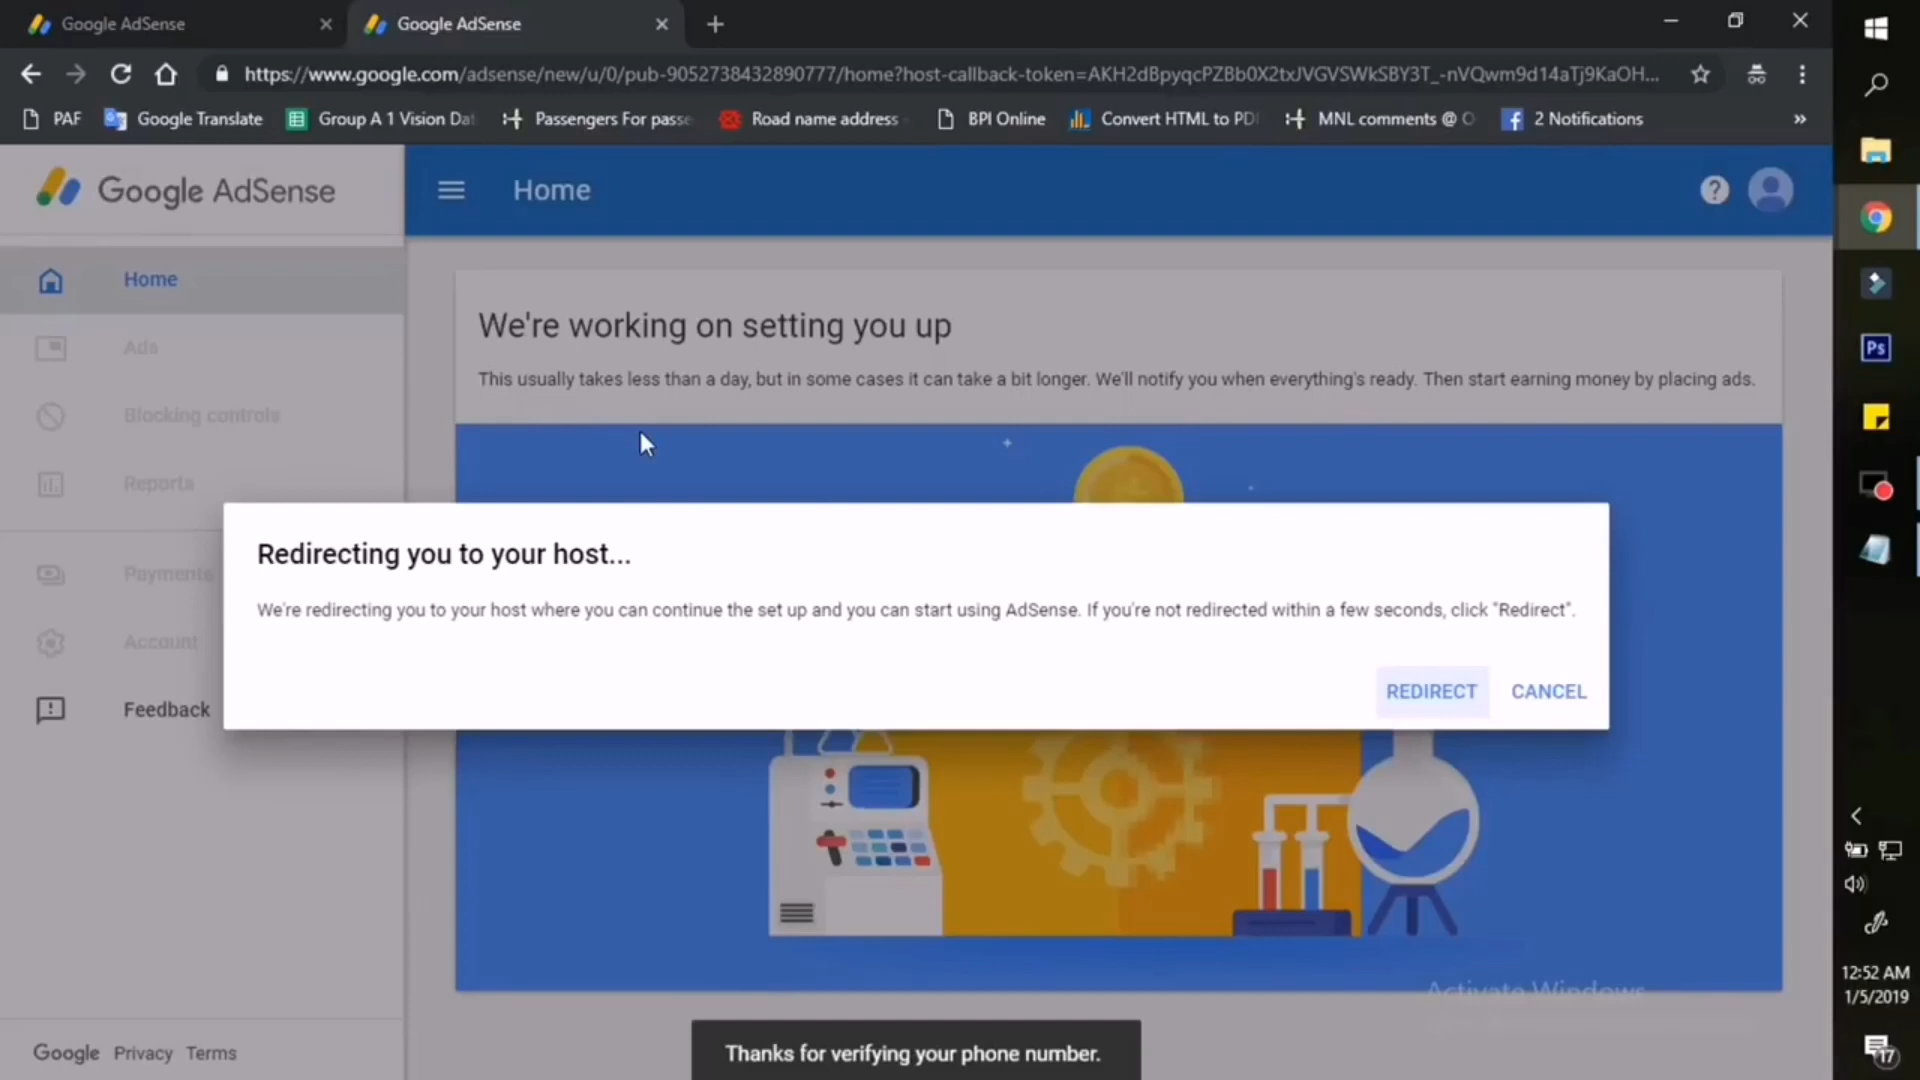 Google AdSense
Google AdSense
https://www.google.com/adsense/new/u/0/pub-9052738432890777/home?host-callback-token=AKH2dBpyqcPZBb0X2txJVGVSWkSBY3T_-nVQwm9d14aTj9KaOH...
PAF Google Translate Group A 1 Vision Dat Passengers For passe Road name address BPI Online Convert HTML to PD MNL comments @ O 2 Notifications »
Google AdSense
Home
Home
Ads
Blocking controls
Reports
Payments
Account
Feedback
We're working on setting you up
This usually takes less than a day, but in some cases it can take a bit longer. We'll notify you when everything's ready. Then start earning money by placing ads.
Redirecting you to your host...
We're redirecting you to your host where you can continue the set up and you can start using AdSense. If you're not redirected within a few seconds, click "Redirect".
REDIRECT CANCEL
Activate Windows
Thanks for verifying your phone number.
Google Privacy Terms
Ps
12:52 AM
1/5/2019
17